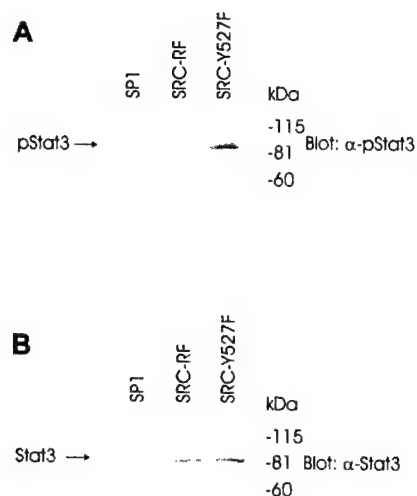 A
SP1
SRC-RF
SRC-Y527F
kDa
-115
pStat3
Blot: α-pStat3
-81
-60
B
SP1
SRC-RF
SRC-Y527F
kDa
-115
Stat3
-81 Blot: α-Stat3
-60